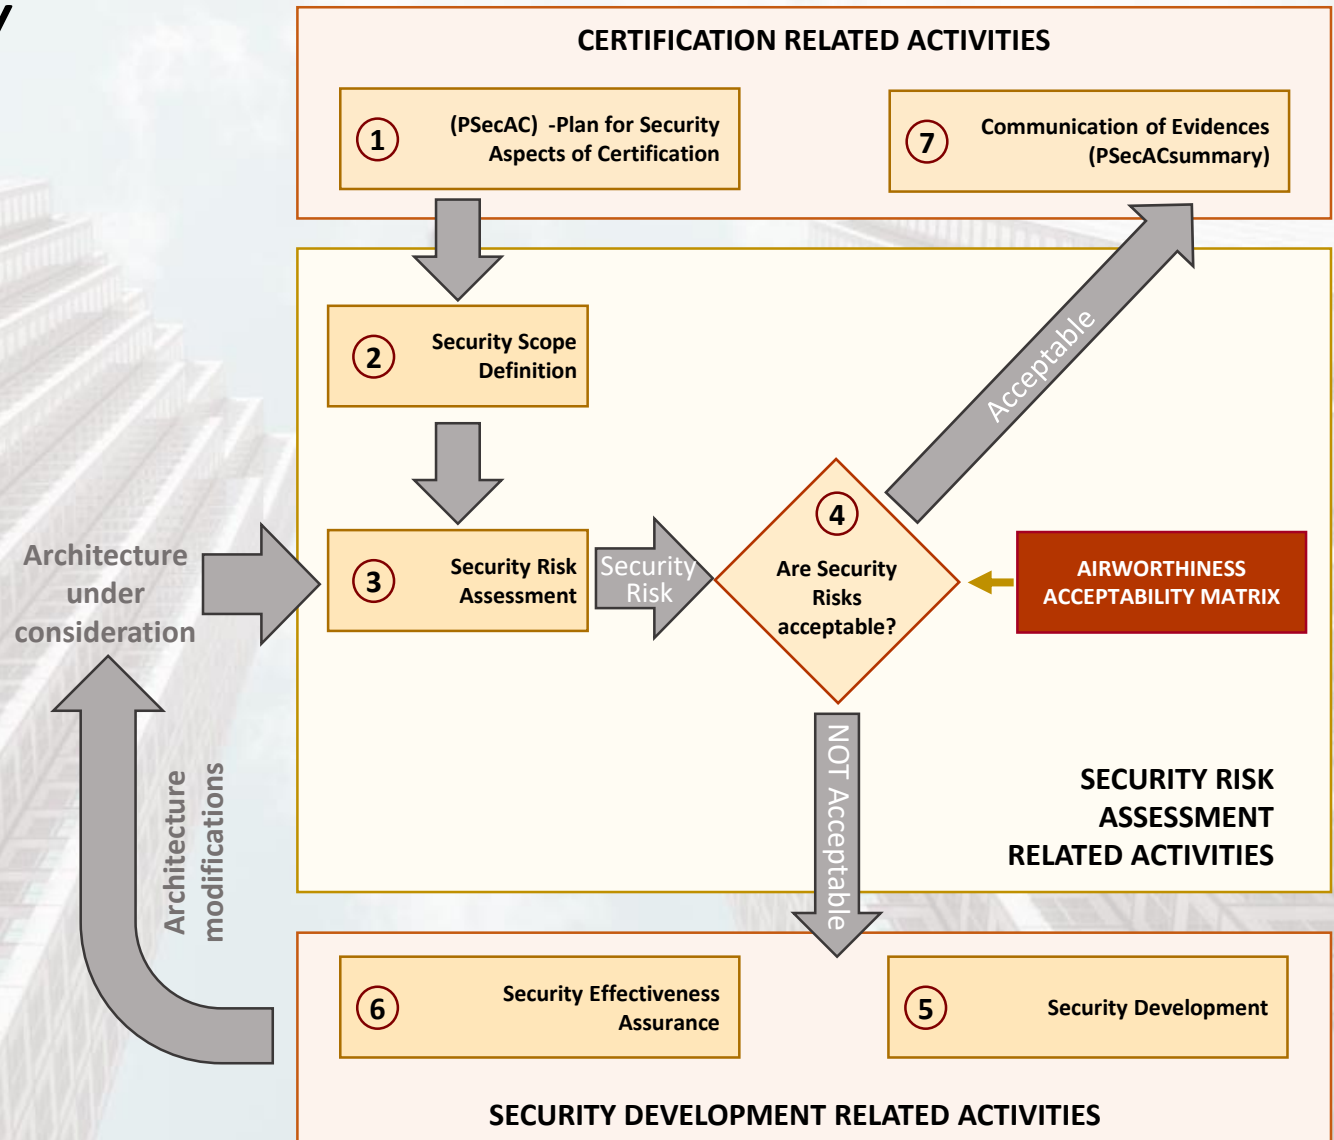 CERTIFICATION RELATED ACTIVITIES
1
(PSecAC) -Plan for Security
Aspects of Certification
7
Communication of Evidences
(PSecACsummary)
2
Security Scope
Definition
Acceptable
Architecture
under
consideration
3
Security Risk
Assessment
Security
Risk
4
Are Security
Risks
acceptable?
AIRWORTHINESS
ACCEPTABILITY MATRIX
NOT Acceptable
SECURITY RISK
ASSESSMENT
RELATED ACTIVITIES
Architecture
modifications
6
Security Effectiveness
Assurance
5
Security Development
SECURITY DEVELOPMENT RELATED ACTIVITIES